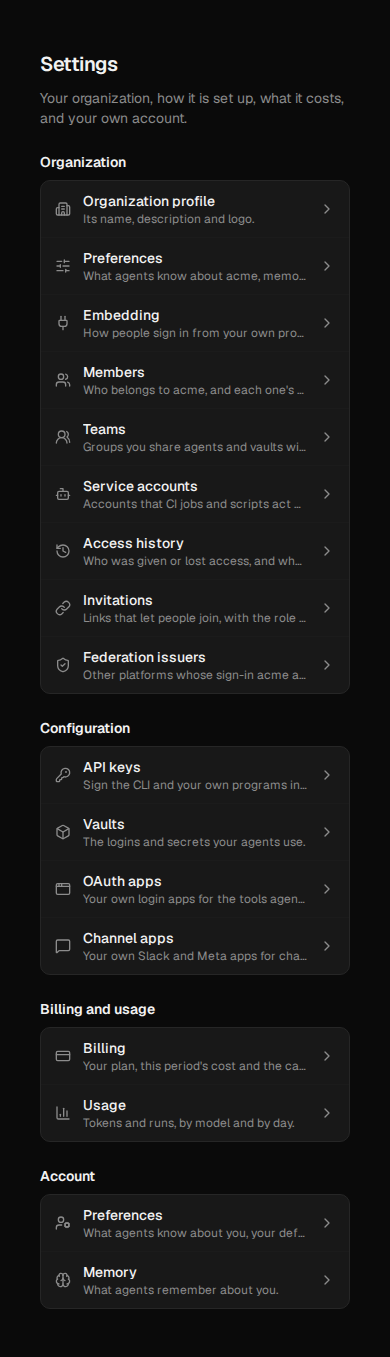 Settings
Your organization, how it is set up, what it costs,
and your own account.
Organization
Organization profile
Its name, description and logo.
Preferences
What agents know about acme, memo…
Embedding
How people sign in from your own pro…
Members
Who belongs to acme, and each one's …
Teams
Groups you share agents and vaults wi…
Service accounts
Accounts that CI jobs and scripts act …
Access history
Who was given or lost access, and wh…
Invitations
Links that let people join, with the role …
Federation issuers
Other platforms whose sign-in acme a…
Configuration
API keys
Sign the CLI and your own programs in…
Vaults
The logins and secrets your agents use.
OAuth apps
Your own login apps for the tools agen…
Channel apps
Your own Slack and Meta apps for cha…
Billing and usage
Billing
Your plan, this period's cost and the ca…
Usage
Tokens and runs, by model and by day.
Account
Preferences
What agents know about you, your def…
Memory
What agents remember about you.